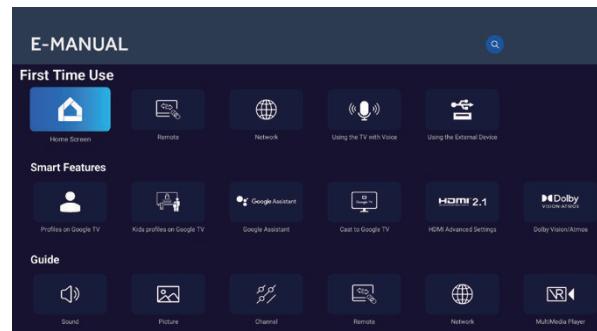 E-MANUAL
First Time Use
Home Screen
Remote
Network
Using the TV with Voice
Using the External Device
Smart Features
Google Assistant
HDMI 2.1
Dolby
VISION·ATMOS
Profiles on Google TV
Kids profiles on Google TV
Google Assistant
Cast to Google TV
HDMI Advanced Settings
Dolby Vision/Atmos
Guide
Sound
Picture
Channel
Remote
Network
MultiMedia Player